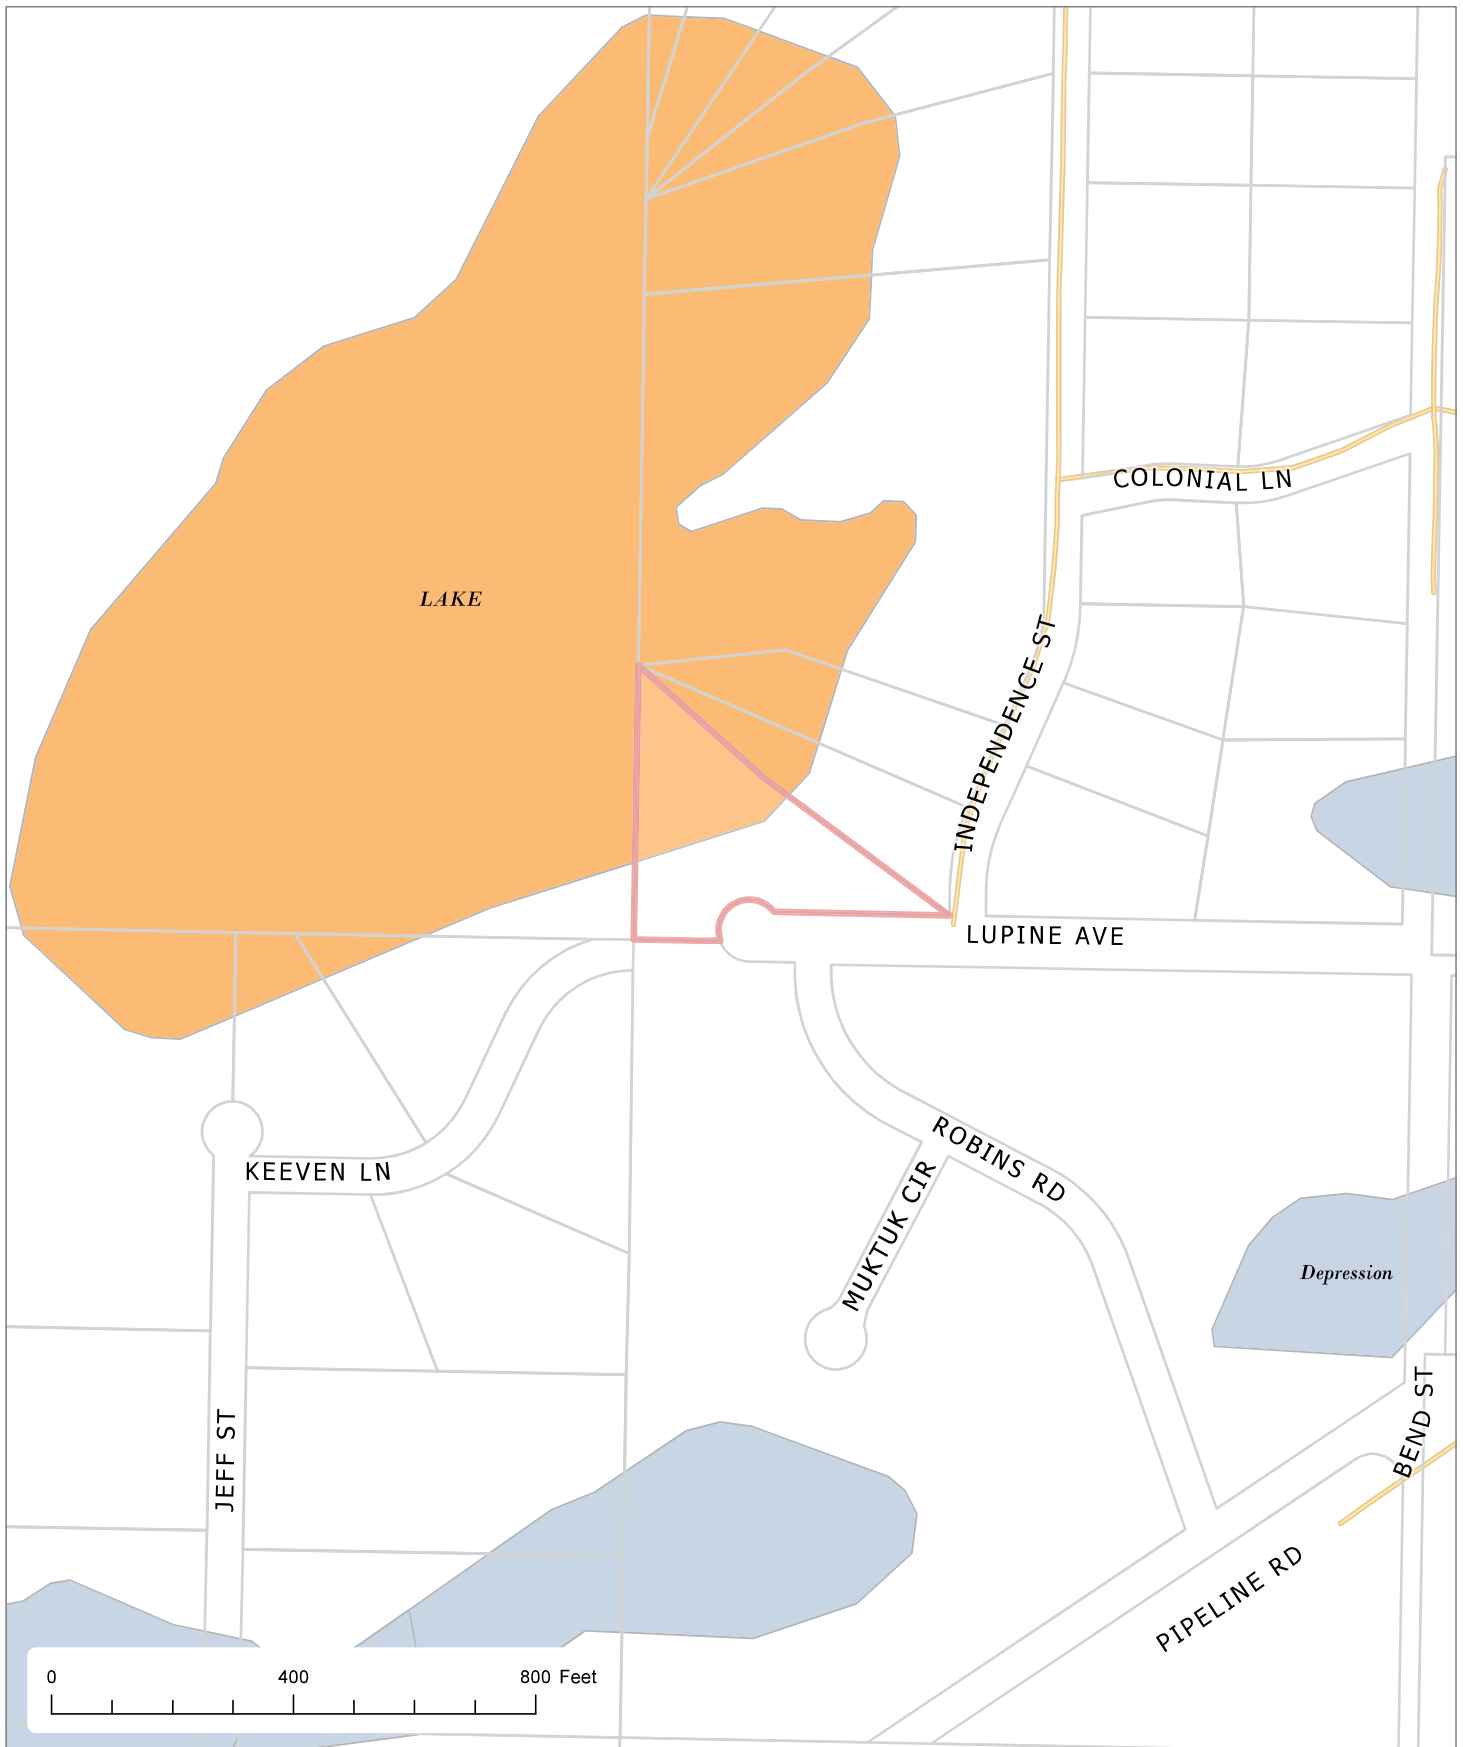 COLONIAL LN
LAKE
INDEPENDENCE ST
LUPINE AVE
ROBINS RD
KEEVEN LN
MUKTUK CIR
Depression
BEND ST
JEFF ST
PIPELINE RD
0 400 800 Feet